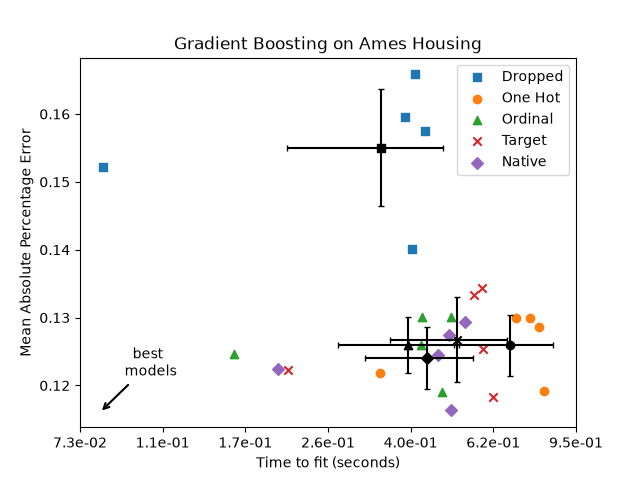 Gradient Boosting on Ames Housing
Mean Absolute Percentage Error
0.16
0.15
0.14
0.13
0.12
Dropped
One Hot
Ordinal
Target
Native
best
models
7.3e-02 1.1e-01 1.7e-01 2.6e-01 4.0e-01 6.2e-01 9.5e-01
Time to fit (seconds)